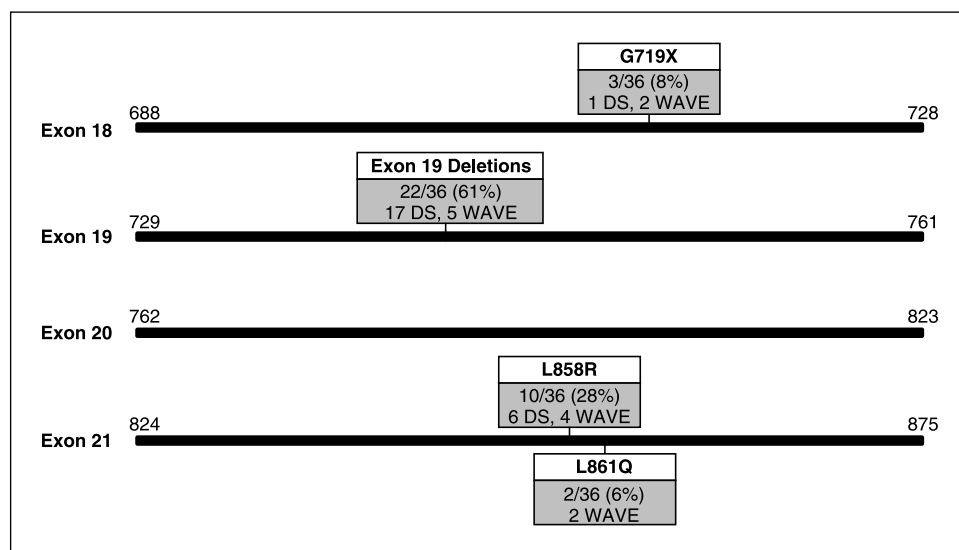 G719X
3/36 (8%)
1 DS, 2 WAVE
688
728
Exon 18
Exon 19 Deletions
22/36 (61%)
17 DS, 5 WAVE
729
761
Exon 19
762
823
Exon 20
L858R
10/36 (28%)
6 DS, 4 WAVE
824
875
Exon 21
L861Q
2/36 (6%)
2 WAVE